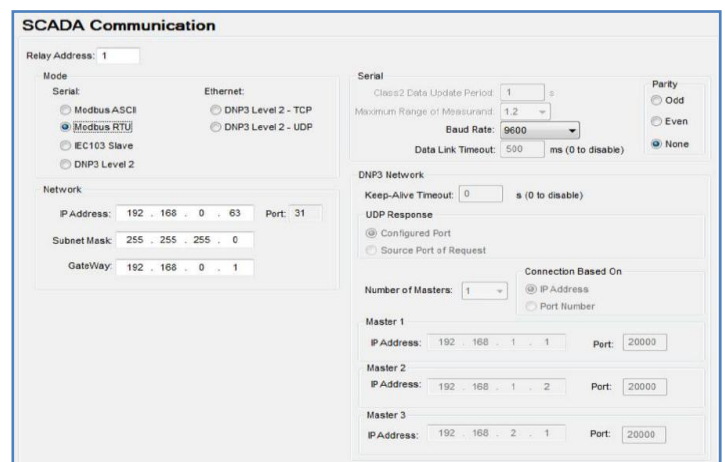 SCADA Communication
Relay Address: 1
Mode
Serial:
Modbus ASCII
Modbus RTU
IEC103 Slave
DNP3 Level 2
Ethernet:
DNP3 Level 2 - TCP
DNP3 Level 2 - UDP
Network
IP Address: 192 . 168 . 0 . 63 Port: 31
Subnet Mask: 255 . 255 . 255 . 0
GateWay: 192 . 168 . 0 . 1
Serial
Class2 Data Update Period: 1 s
Maximum Range of Measurand: 1.2
Baud Rate: 9600
Data Link Timeout: 500 ms (0 to disable)
Parity
Odd
Even
None
DNP3 Network
Keep-Alive Timeout: 0 s (0 to disable)
UDP Response
Configured Port
Source Port of Request
Number of Masters: 1
Connection Based On
IP Address
Port Number
Master 1
IP Address: 192 . 168 . 1 . 1 Port: 20000
Master 2
IP Address: 192 . 168 . 1 . 2 Port: 20000
Master 3
IP Address: 192 . 168 . 2 . 1 Port: 20000